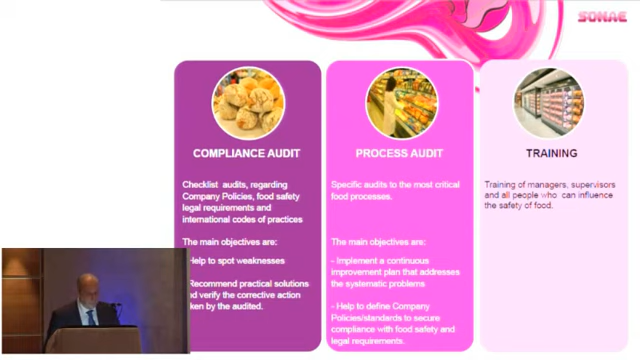 SONAE
COMPLIANCE AUDIT
Checklist audits, regarding
Company Policies, food safety
legal requirements and
international codes of practices
The main objectives are:
Help to spot weaknesses
Recommend practical solutions
and verify the corrective action
taken by the audited.
PROCESS AUDIT
Specific audits to the most critical
food processes.
The main objectives are:
- Implement a continuous
improvement plan that addresses
the systematic problems
- Help to define Company
Policies/standards to secure
compliance with food safety and
legal requirements.
TRAINING
Training of managers, supervisors
and all people who can influence
the safety of food.